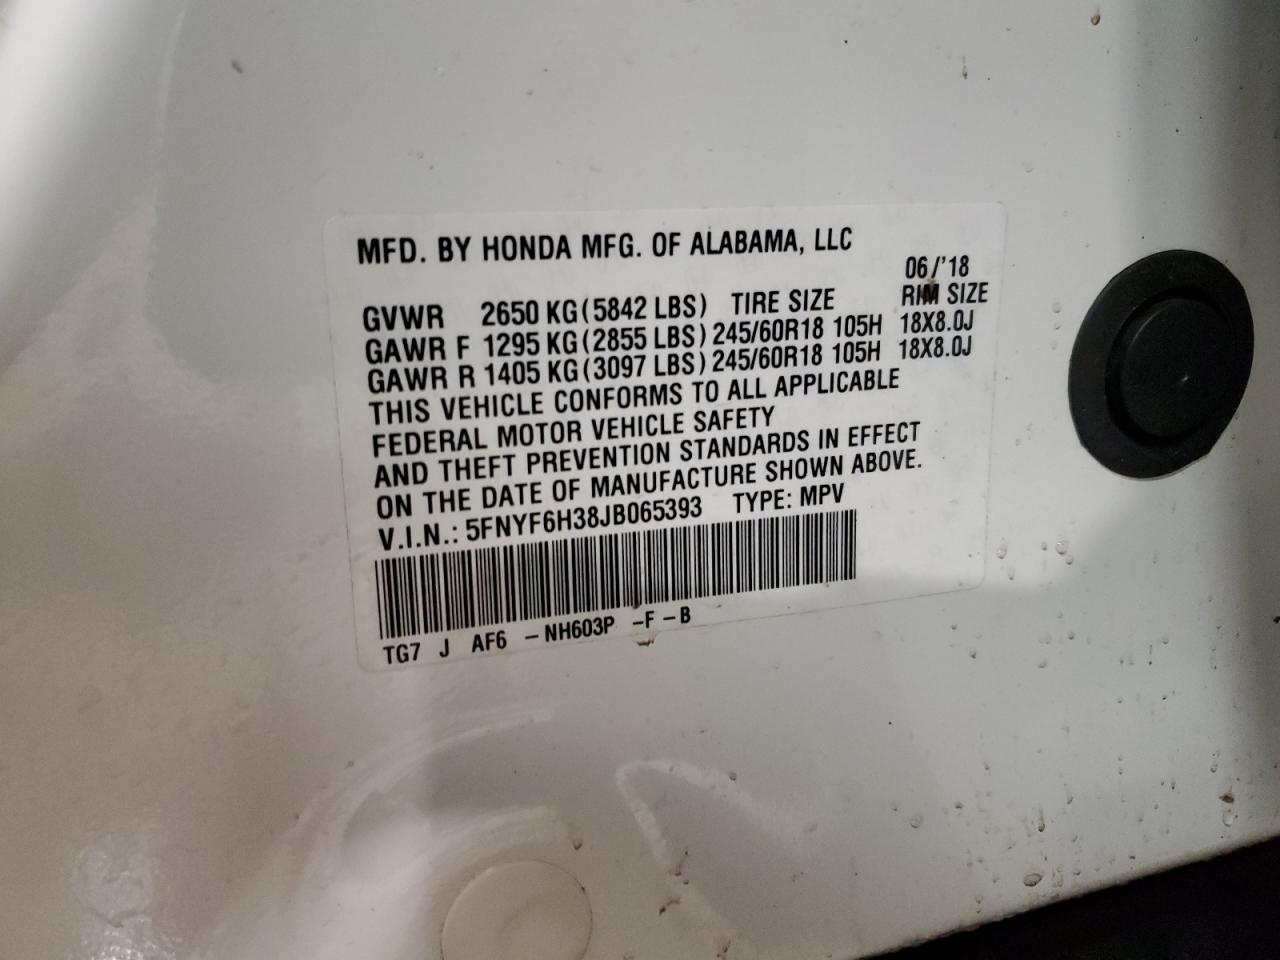 MFD. BY HONDA MFG. OF ALABAMA, LLC
06/'18
GVWR 2650 KG(5842 LBS) TIRE SIZE RIM SIZE
GAWR F 1295 KG(2855 LBS) 245/60R18 105H 18X8.0J
GAWR R 1405 KG(3097 LBS) 245/60R18 105H 18X8.0J
THIS VEHICLE CONFORMS TO ALL APPLICABLE
FEDERAL MOTOR VEHICLE SAFETY
AND THEFT PREVENTION STANDARDS IN EFFECT
ON THE DATE OF MANUFACTURE SHOWN ABOVE.
V.I.N.: 5FNYF6H38JB065393 TYPE: MPV
TG7 J AF6 -NH603P -F-B